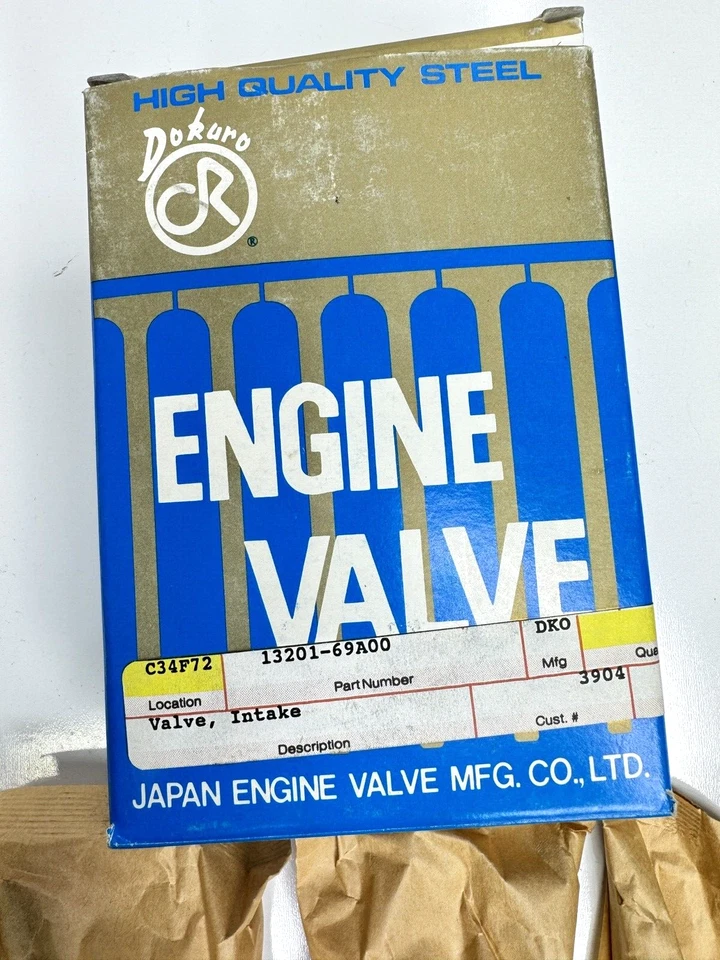 HIGH QUALITY STEEL
Dokuro
R
®
ENGINE
VALVE
C34F72 13201-69A00 DKO
Location Part Number Mfg Qua
Valve, Intake 3904
Description Cust. #
JAPAN ENGINE VALVE MFG. CO., LTD.